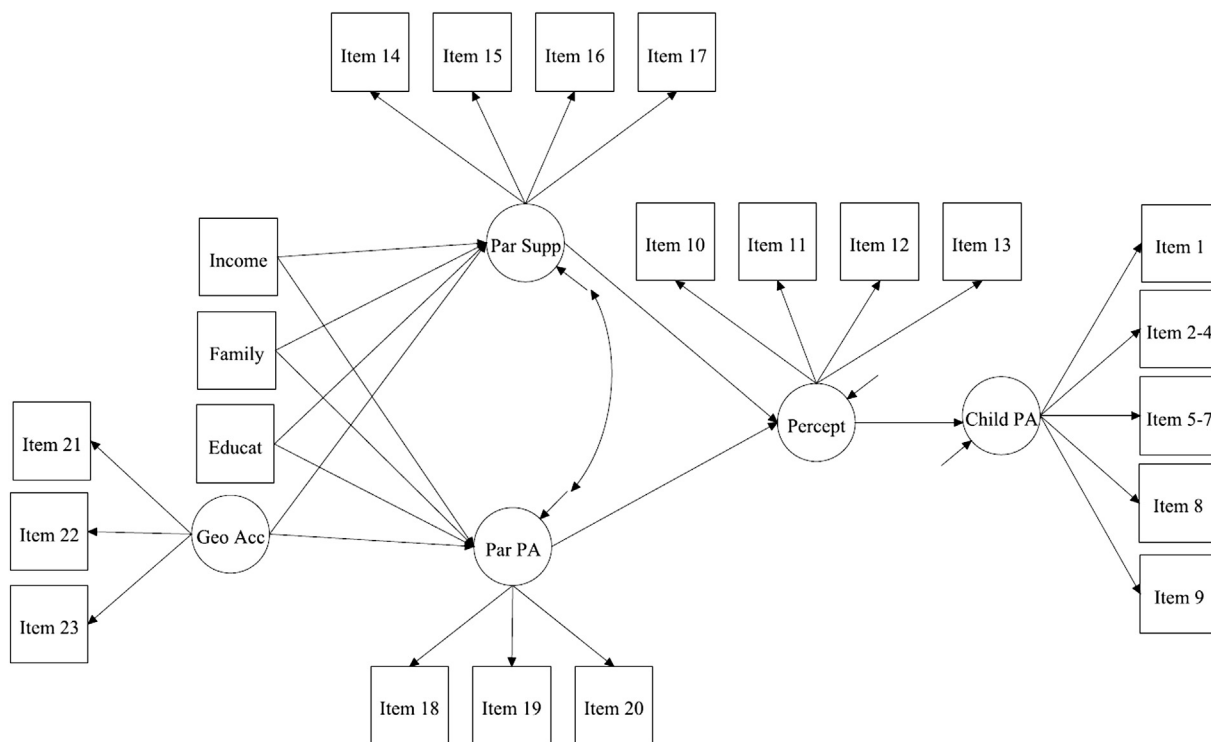 Item 14
Item 15
Item 16
Item 17
Par Supp
Item 10
Item 11
Item 12
Item 13
Income
Family
Educat
Item 21
Item 22
Item 23
Geo Acc
Par PA
Percept
Child PA
Item 1
Item 2-4
Item 5-7
Item 8
Item 9
Item 18
Item 19
Item 20